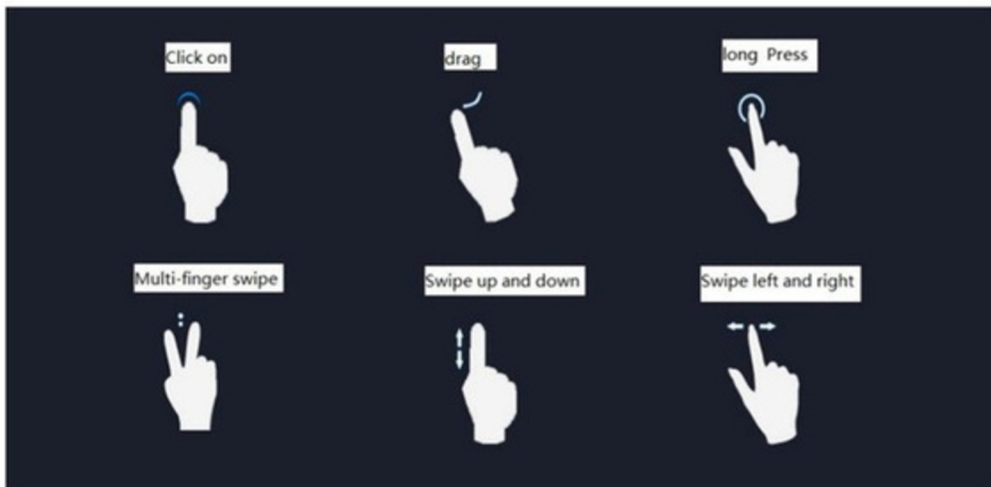 Click on
drag
long Press
Multi-finger swipe
Swipe up and down
Swipe left and right